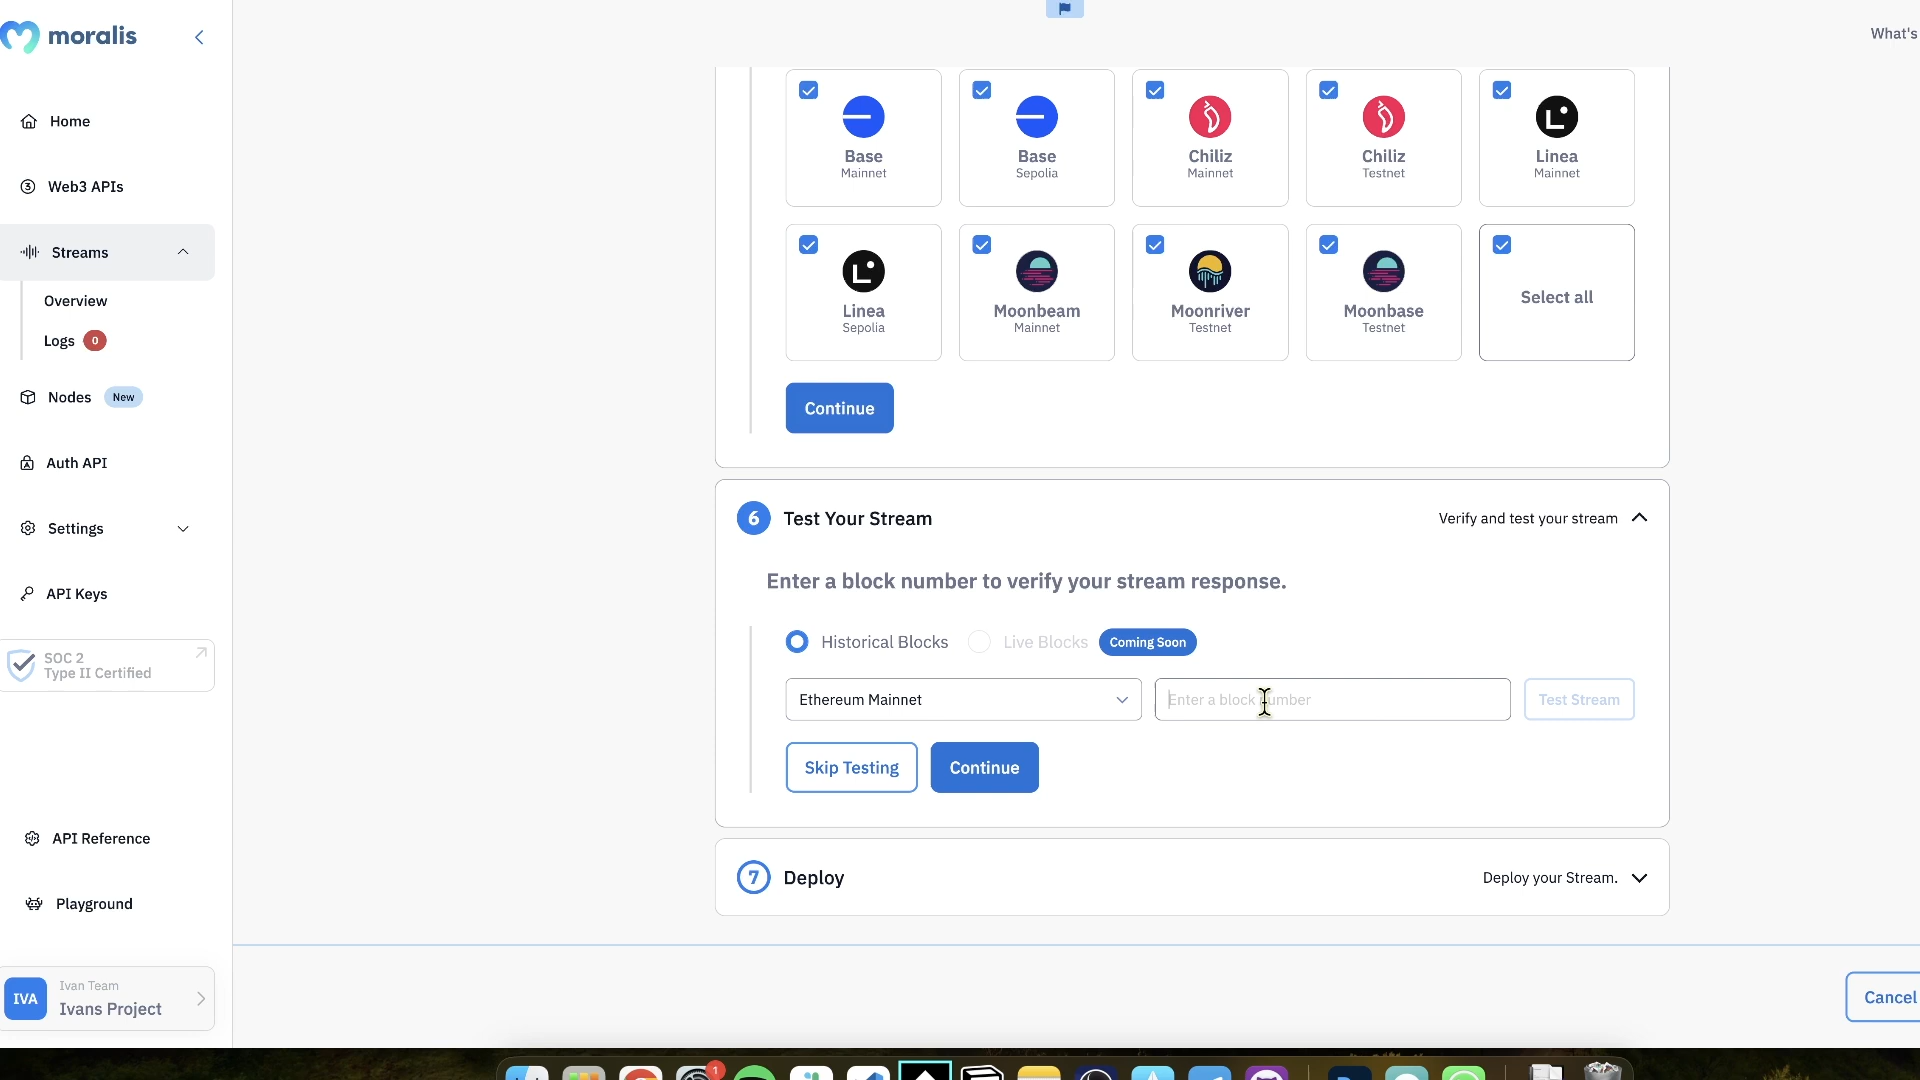 moralis
What's
Home
Web3 APIs
Streams
Overview
Logs 0
Nodes New
Auth API
Settings
API Keys
SOC 2
Type II Certified
API Reference
Playground
IVA
Ivan Team
Ivans Project
Base
Mainnet
Base
Sepolia
Chiliz
Mainnet
Chiliz
Testnet
Linea
Mainnet
Linea
Sepolia
Moonbeam
Mainnet
Moonriver
Testnet
Moonbase
Testnet
Select all
Continue
6 Test Your Stream
Verify and test your stream
Enter a block number to verify your stream response.
Historical Blocks
Live Blocks
Coming Soon
Ethereum Mainnet
Enter a block number
Test Stream
Skip Testing
Continue
7 Deploy
Deploy your Stream.
Cancel
1